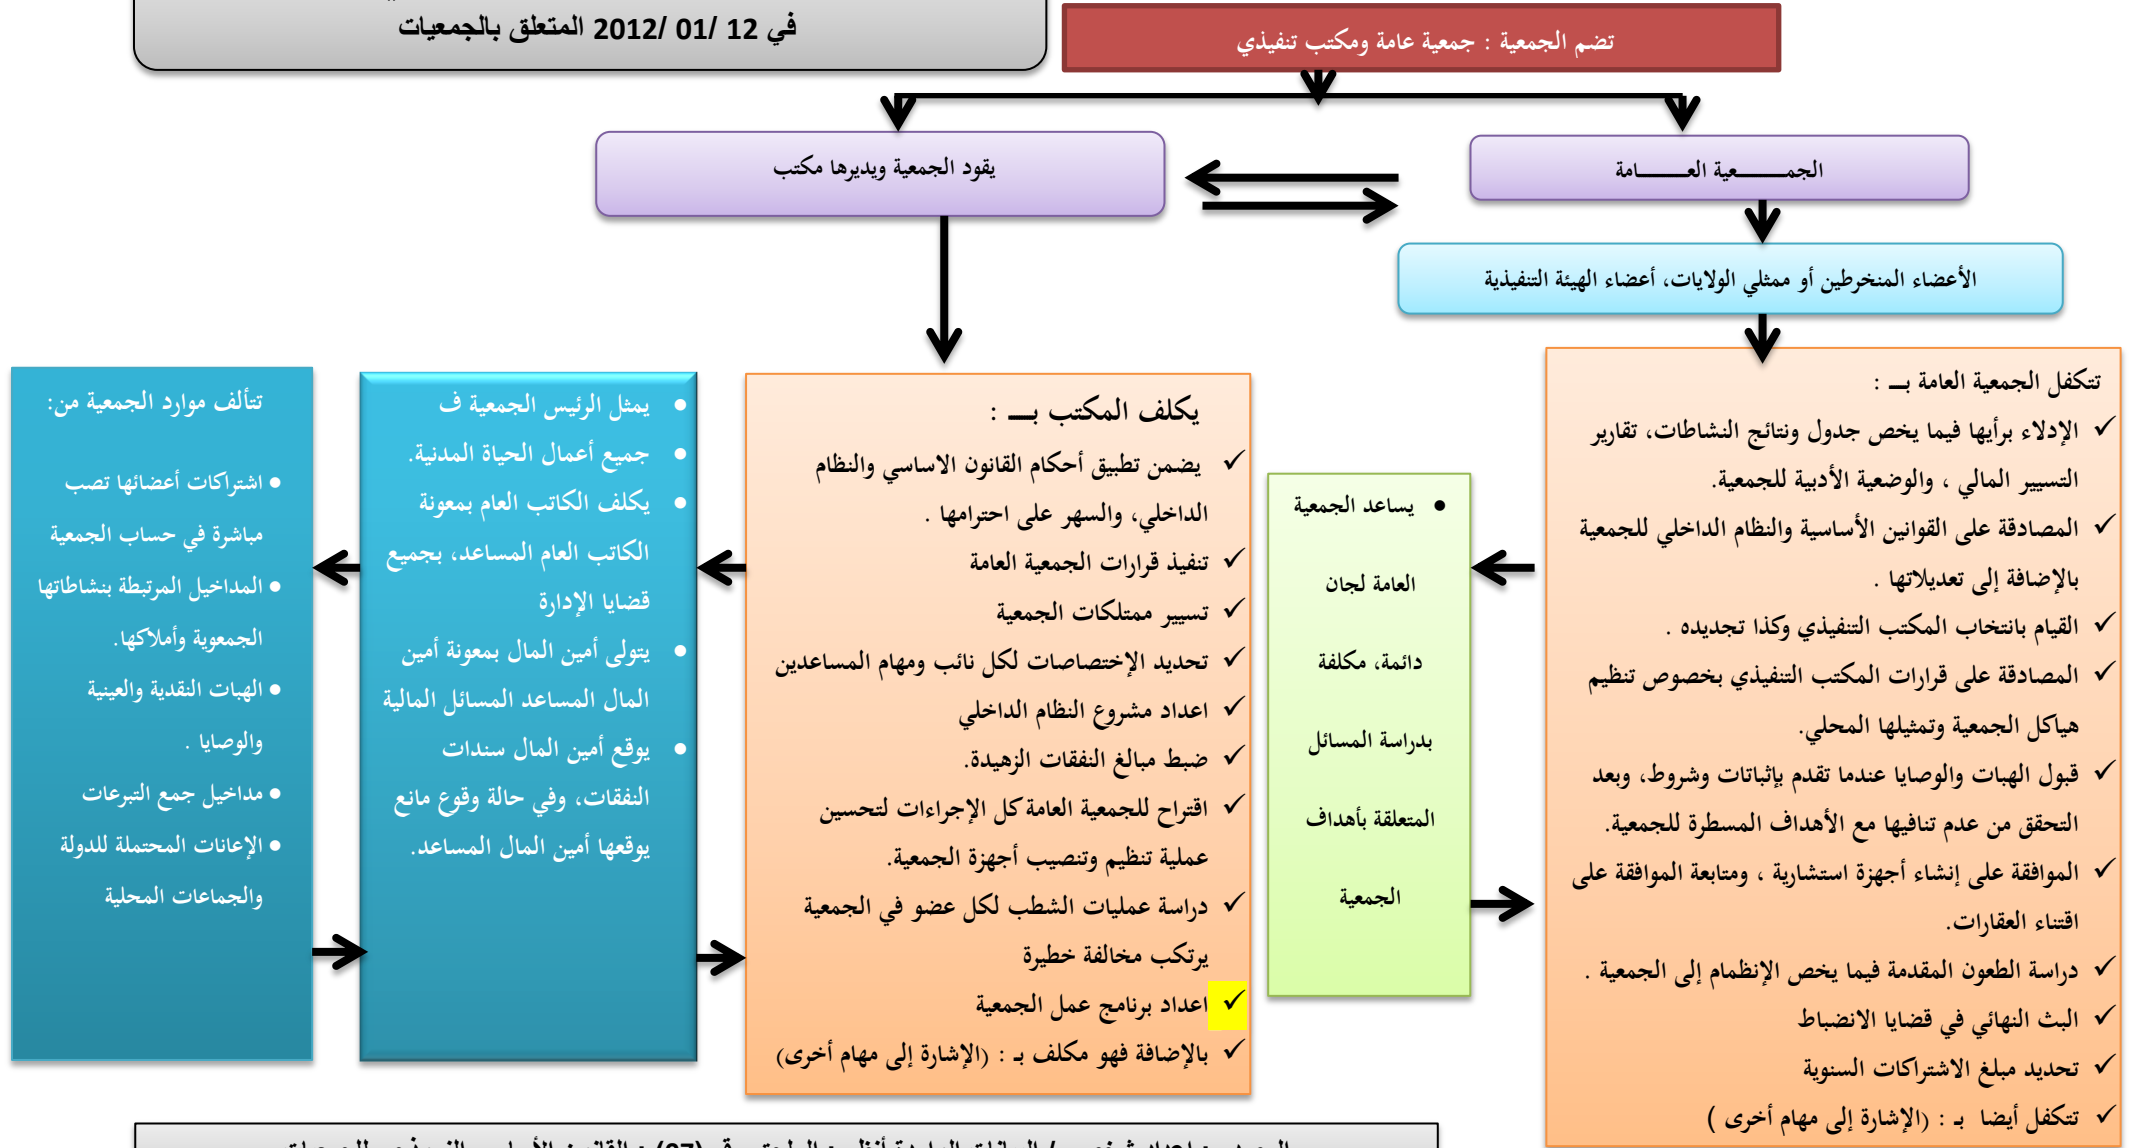 في 12 /01 /2012 المتعلق بالجمعيات
تضم الجمعية : جمعية عامة ومكتب تنفيذي
الجمـــــعية العـــــامة
يقود الجمعية ويديرها مكتب
الأعضاء المنخرطين أو ممثلي الولايات، أعضاء الهيئة التنفيذية
تتكفل الجمعية العامة بــ :
✓ الإدلاء برأيها فيما يخص جدول ونتائج النشاطات، تقارير
التسيير المالي ، والوضعية الأدبية للجمعية.
✓ المصادقة على القوانين الأساسية والنظام الداخلي للجمعية
بالإضافة إلى تعديلاتها .
✓ القيام بانتخاب المكتب التنفيذي وكذا تجديده .
✓ المصادقة على قرارات المكتب التنفيذي بخصوص تنظيم
هياكل الجمعية وتمثيلها المحلي.
✓ قبول الهبات والوصايا عندما تقدم بإثباتات وشروط، وبعد
التحقق من عدم تنافيها مع الأهداف المسطرة للجمعية.
✓ الموافقة على إنشاء أجهزة استشارية ، ومتابعة الموافقة على
اقتناء العقارات.
✓ دراسة الطعون المقدمة فيما يخص الإنظمام إلى الجمعية .
✓ البث النهائي في قضايا الانضباط
✓ تحديد مبلغ الاشتراكات السنوية
✓ تتكفل أيضا بـ : (الإشارة إلى مهام أخرى )
• يساعد الجمعية
العامة لجان
دائمة، مكلفة
بدراسة المسائل
المتعلقة بأهداف
الجمعية
يكلف المكتب بــ :
✓ يضمن تطبيق أحكام القانون الاساسي والنظام
الداخلي، والسهر على احترامها .
✓ تنفيذ قرارات الجمعية العامة
✓ تسيير ممتلكات الجمعية
✓ تحديد الإختصاصات لكل نائب ومهام المساعدين
✓ اعداد مشروع النظام الداخلي
✓ ضبط مبالغ النفقات الزهيدة.
✓ اقتراح للجمعية العامة كل الإجراءات لتحسين
عملية تنظيم وتنصيب أجهزة الجمعية.
✓ دراسة عمليات الشطب لكل عضو في الجمعية
يرتكب مخالفة خطيرة
✓ اعداد برنامج عمل الجمعية
✓ بالإضافة فهو مكلف بـ : (الإشارة إلى مهام أخرى)
• يمثل الرئيس الجمعية ف
• جميع أعمال الحياة المدنية.
• يكلف الكاتب العام بمعونة
الكاتب العام المساعد، بجميع
قضايا الإدارة
• يتولى أمين المال بمعونة أمين
المال المساعد المسائل المالية
• يوقع أمين المال سندات
النفقات، وفي حالة وقوع مانع
يوقعها أمين المال المساعد.
تتألف موارد الجمعية من:
• اشتراكات أعضائها تصب
مباشرة في حساب الجمعية
• المداخيل المرتبطة بنشاطاتها
الجمعوية وأملاكها.
• الهبات النقدية والعينية
والوصايا .
• مداخيل جمع التبرعات
• الإعانات المحتملة للدولة
والجماعات المحلية